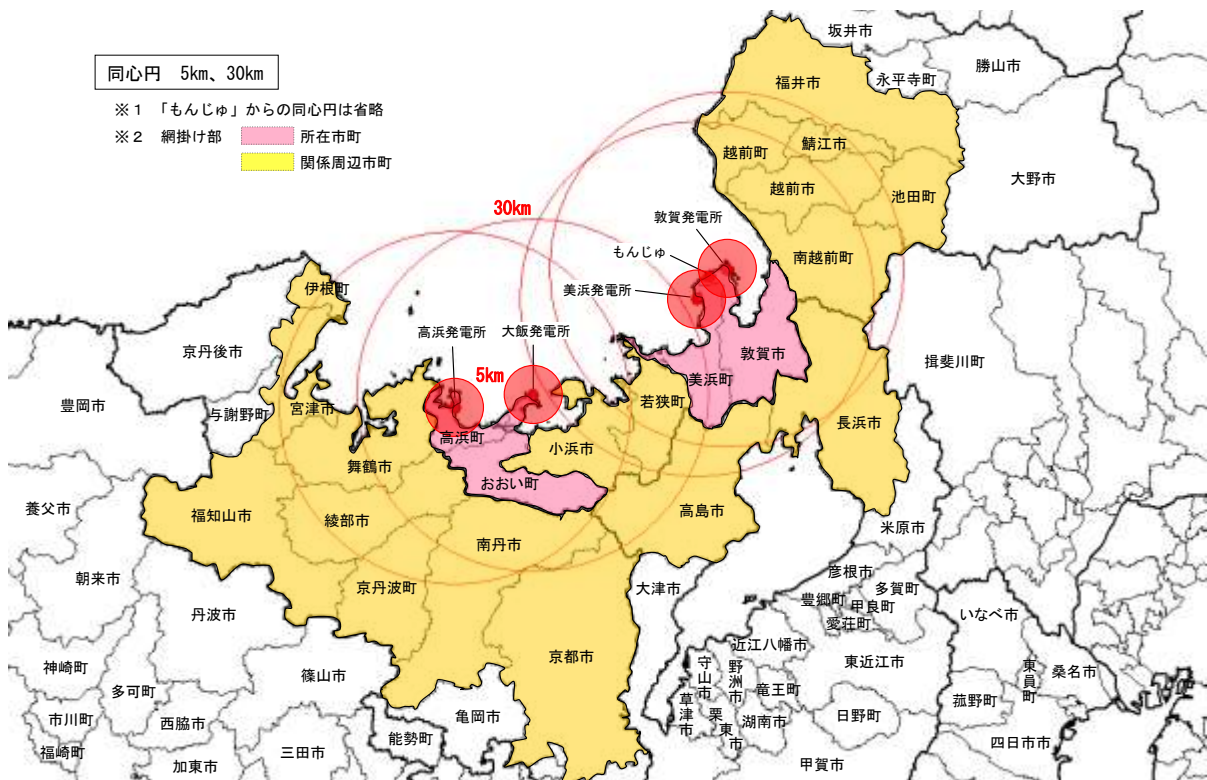 同心円　5km、30km
※１　「もんじゅ」からの同心円は省略
※２　網掛け部
所在市町
関係周辺市町
坂井市
永平寺町
勝山市
福井市
大野市
越前町
鯖江市
越前市
池田町
30km
敦賀発電所
もんじゅ
南越前町
美浜発電所
伊根町
高浜発電所
大飯発電所
京丹後市
敦賀市
揖斐川町
5km
美浜町
豊岡市
与謝野町
宮津市
若狭町
長浜市
高浜町
小浜市
舞鶴市
おおい町
養父市
福知山市
綾部市
高島市
米原市
南丹市
朝来市
京丹波町
大津市
彦根市
多賀町
丹波市
豊郷町
甲良町
いなべ市
愛荘町
近江八幡市
京都市
東近江市
神崎町
篠山市
守山市
野洲市
東員町
桑名市
多可町
竜王町
菰野町
市川町
西脇市
亀岡市
草津市
栗東市
湖南市
日野町
能勢町
福崎町
加東市
三田市
四日市市
甲賀市